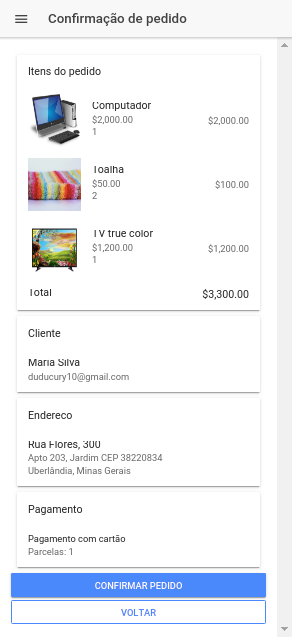 Confirmação de pedido
Itens do pedido
Computador
$2,000.00
1
$2,000.00
Toalha
$50.00
2
$100.00
TV true color
$1,200.00
1
$1,200.00
Total
$3,300.00
Cliente
Maria Silva
duducury10@gmail.com
Endereco
Rua Flores, 300
Apto 203, Jardim CEP 38220834
Uberlândia, Minas Gerais
Pagamento
Pagamento com cartão
Parcelas: 1
CONFIRMAR PEDIDO
VOLTAR